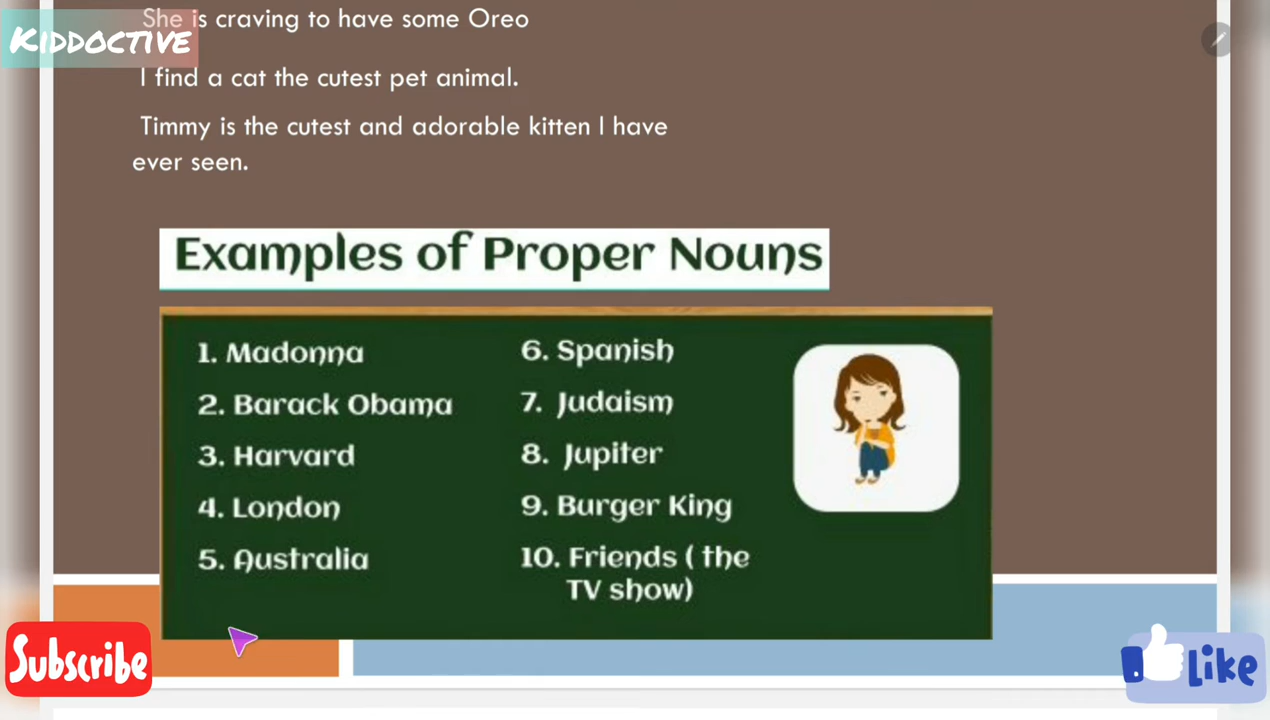 She is craving to have some Oreo
KIDDOCTIVE
I find a cat the cutest pet animal.
Timmy is the cutest and adorable kitten I have
ever seen.
Examples of Proper Nouns
1. Madonna
2. Barack Obama
3. Harvard
4. London
5. Australia
6. Spanish
7. Judaism
8. Jupiter
9. Burger King
10. Friends ( the
TV show)
Subscribe
Like